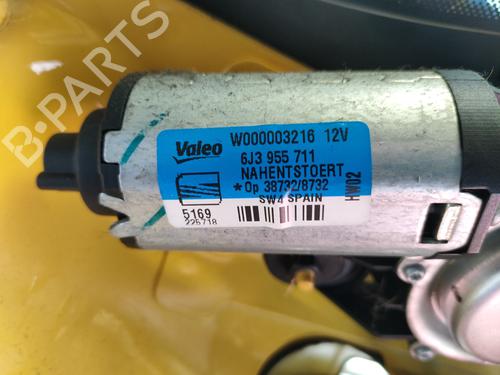 B-PARTS
Valeo W000003216 12V
6J3 955 711
NAHENTSTOERT
*Op 38732/8732
SW4 SPAIN
HW02
5169
225718